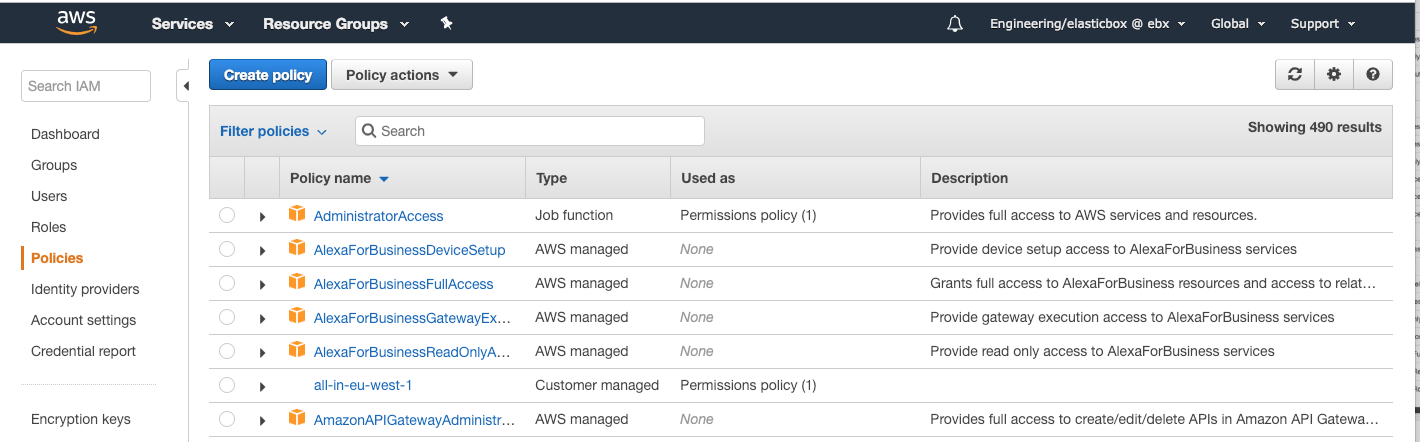 aws Services Resource Groups Engineering/elasticbox @ ebx Global Support
Search IAM
Dashboard
Groups
Users
Roles
Policies
Identity providers
Account settings
Credential report
Encryption keys
Create policy Policy actions
Filter policies Search Showing 490 results
Policy name Type Used as Description
AdministratorAccess Job function Permissions policy (1) Provides full access to AWS services and resources.
AlexaForBusinessDeviceSetup AWS managed None Provide device setup access to AlexaForBusiness services
AlexaForBusinessFullAccess AWS managed None Grants full access to AlexaForBusiness resources and access to relat…
AlexaForBusinessGatewayEx… AWS managed None Provide gateway execution access to AlexaForBusiness services
AlexaForBusinessReadOnlyA… AWS managed None Provide read only access to AlexaForBusiness services
all-in-eu-west-1 Customer managed Permissions policy (1)
AmazonAPIGatewayAdministr… AWS managed None Provides full access to create/edit/delete APIs in Amazon API Gatewa…